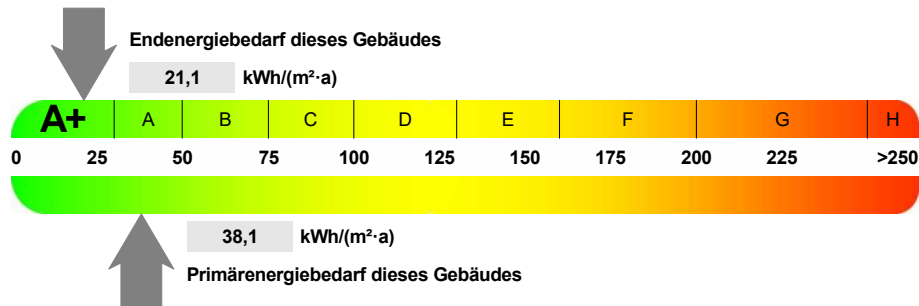 Endenergiebedarf dieses Gebäudes
21,1 kWh/(m²·a)
A+ A B C D E F G H
0 25 50 75 100 125 150 175 200 225 >250
38,1 kWh/(m²·a)
Primärenergiebedarf dieses Gebäudes